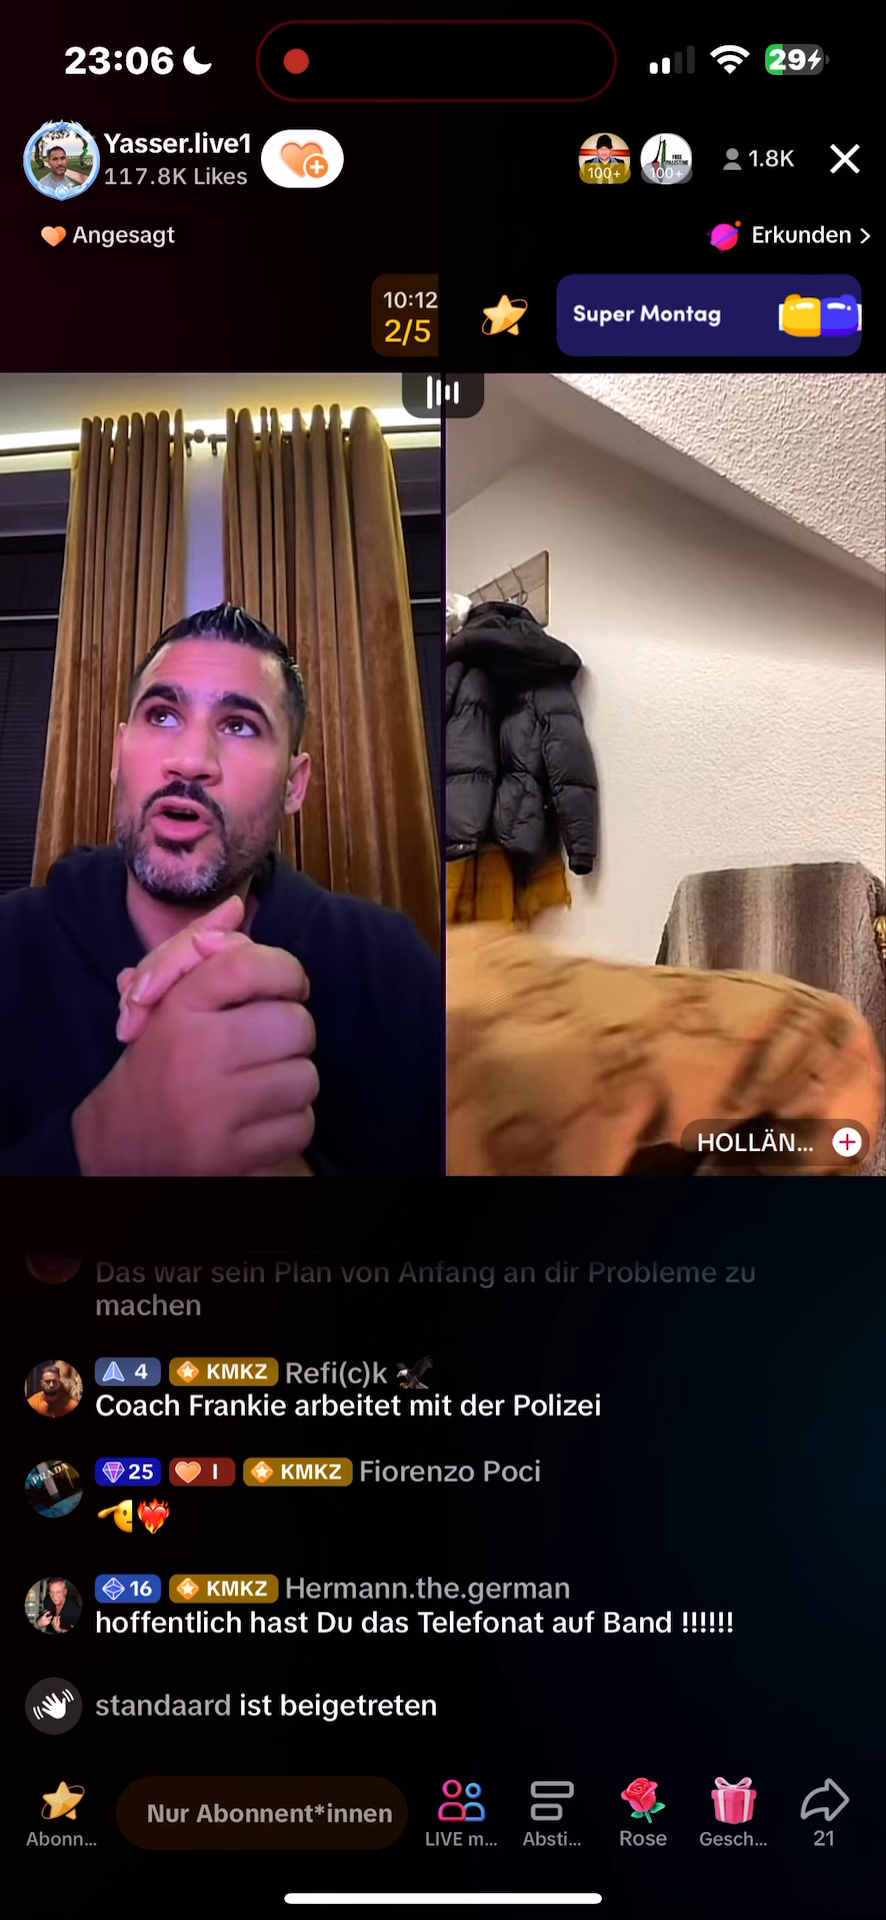 23:06
29
Yasser.live1
117.8K Likes
100+
100+
1.8K
Angesagt
Erkunden >
10:12
2/5
Super Montag
HOLLÄN...
Das war sein Plan von Anfang an dir Probleme zu
machen
4 KMKZ Refi(c)k
Coach Frankie arbeitet mit der Polizei
25 I KMKZ Fiorenzo Poci
16 KMKZ Hermann.the.german
hoffentlich hast Du das Telefonat auf Band !!!!!!
standaard ist beigetreten
Nur Abonnent*innen
Abonn... LIVE m... Absti... Rose Gesch... 21